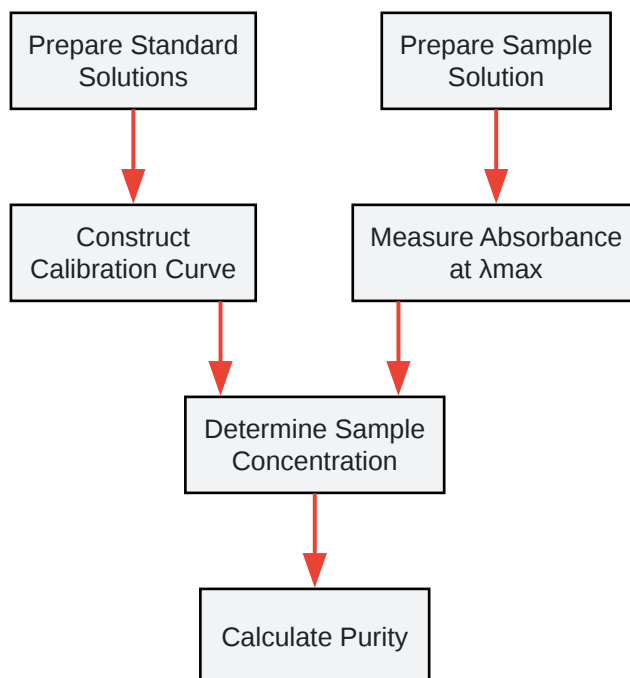 Prepare Standard
Solutions
Prepare Sample
Solution
Construct
Calibration Curve
Measure Absorbance
at λmax
Determine Sample
Concentration
Calculate Purity